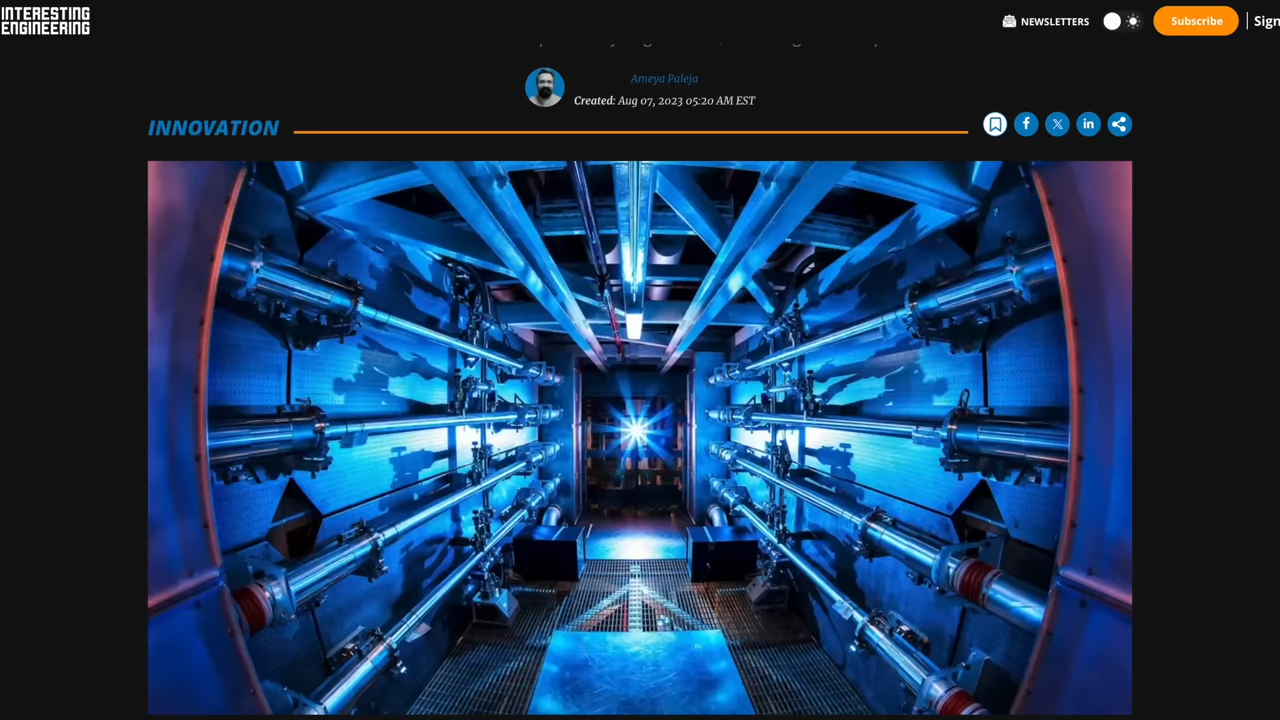 INTERESTING
ENGINEERING
NEWSLETTERS
Subscribe
Sign
Ameya Paleja
Created: Aug 07, 2023 05:20 AM EST
INNOVATION